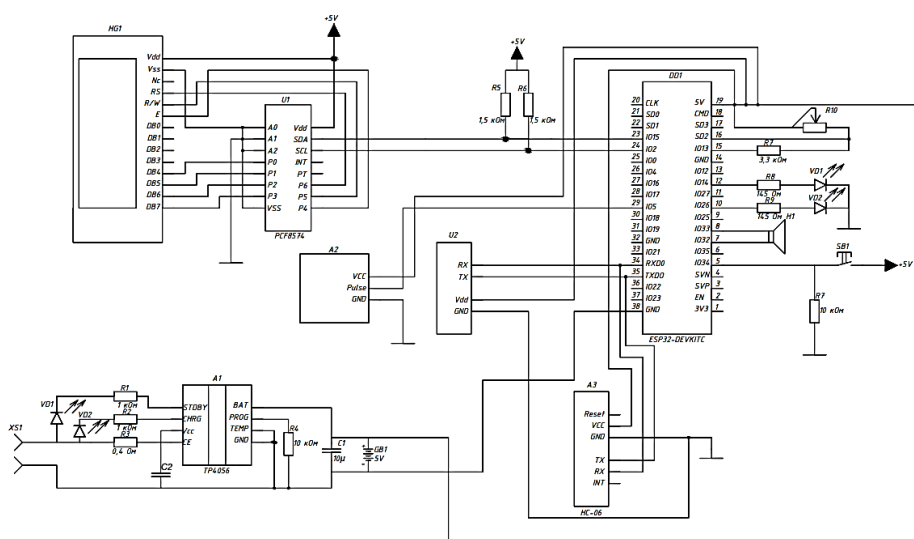 HG1
Vdd
Vss
Nc
RS
R/W
E
DB0
DB1
DB2
DB3
DB4
DB5
DB6
DB7
+5V
U1
A0
A1
A2
P0
P1
P2
P3
VSS
Vdd
SDA
SCL
INT
PT
P6
P5
P4
PCF8574
+5V
R5
R6
1,5 кОм
1,5 кОм
DD1
20 CLK
21 SD0
22 SD1
23 IO15
24 IO2
25 IO0
26 IO4
27 IO16
28 IO17
29 IO5
30 IO18
31 IO19
32 GND
33 IO21
34 RXD0
35 TXD0
36 IO22
37 IO23
38 GND
5V 19
CMD 18
SD3 17
SD2 16
IO13 15
GND 14
IO12 13
IO14 12
IO27 11
IO26 10
IO25 9
IO33 8
IO32 7
IO35 6
IO34 5
SVN 4
SVP 3
EN 2
3V3 1
ESP32-DEVKITC
R10
R7
3,3 кОм
R8
145 Ом
VD1
R9
145 Ом
VD2
H1
SB1
+5V
R7
10 кОм
A2
VCC
Pulse
GND
U2
RX
TX
Vdd
GND
A3
Reset
VCC
GND
TX
RX
INT
HC-06
XS1
VD1
VD2
R1
1 кОм
R2
1 кОм
R3
0,4 Ом
C2
A1
STDBY
CHRG
Vcc
CE
BAT
PROG
TEMP
GND
TP4056
R4
10 кОм
C1
10µ
GB1
5V